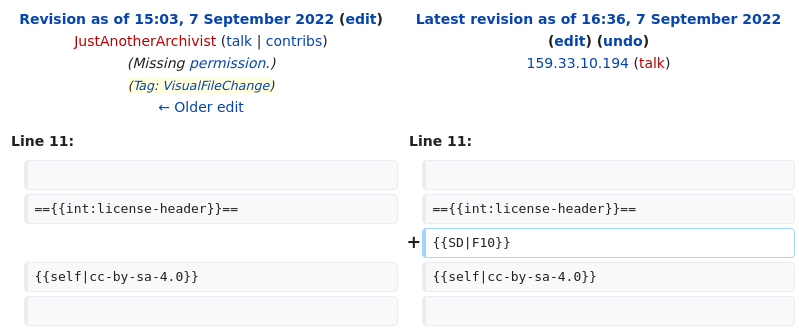 Revision as of 15:03, 7 September 2022 (edit)
JustAnotherArchivist (talk | contribs)
(Missing permission.)
(Tag: VisualFileChange)
← Older edit
Latest revision as of 16:36, 7 September 2022
(edit) (undo)
159.33.10.194 (talk)
Line 11:
Line 11:
=={{int:license-header}}==
=={{int:license-header}}==
+ {{SD|F10}}
{{self|cc-by-sa-4.0}}
{{self|cc-by-sa-4.0}}